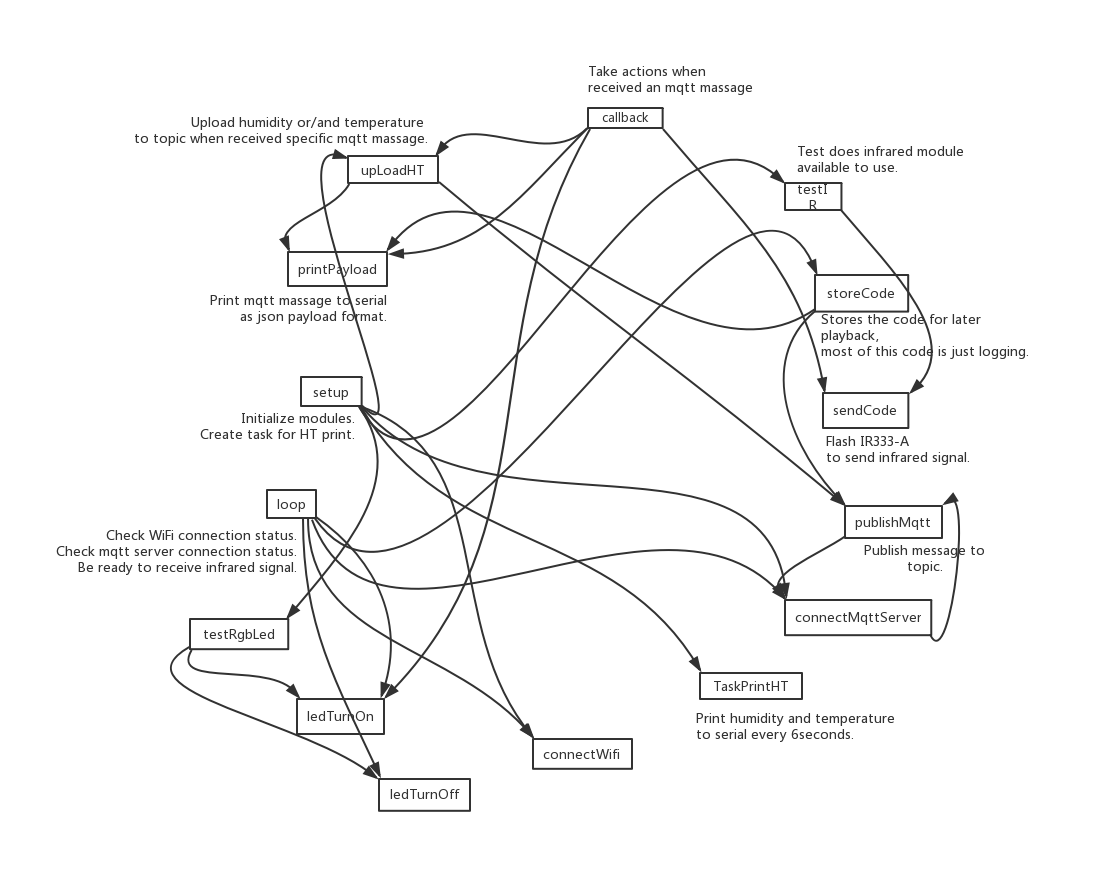 Take actions when
received an mqtt massage
callback
Upload humidity or/and temperature
to topic when received specific mqtt massage.
upLoadHT
Test does infrared module
available to use.
testI
R
printPayload
Print mqtt massage to serial
as json payload format.
storeCode
Stores the code for later
playback,
most of this code is just logging.
setup
Initialize modules.
Create task for HT print.
sendCode
Flash IR333-A
to send infrared signal.
loop
Check WiFi connection status.
Check mqtt server connection status.
Be ready to receive infrared signal.
publishMqtt
Publish message to
topic.
connectMqttServer
testRgbLed
TaskPrintHT
Print humidity and temperature
to serial every 6seconds.
ledTurnOn
connectWifi
ledTurnOff